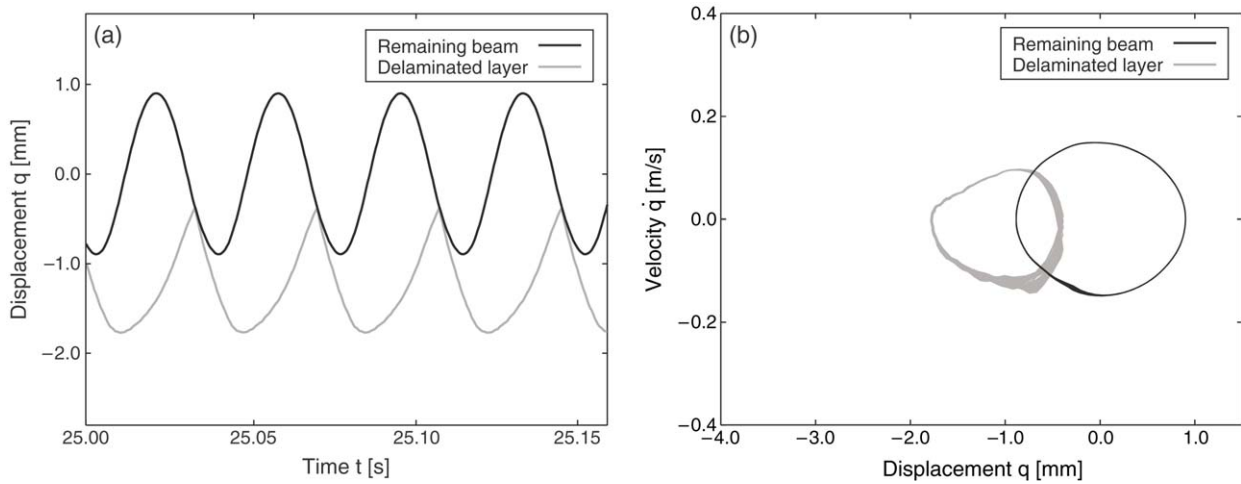 (a)
Remaining beam
Delaminated layer
Displacement q [mm]
1.0
0.0
−1.0
−2.0
25.00
25.05
25.10
25.15
Time t [s]
(b)
Remaining beam
Delaminated layer
Velocity q̇ [m/s]
0.4
0.2
0.0
−0.2
−0.4
−4.0
−3.0
−2.0
−1.0
0.0
1.0
Displacement q [mm]